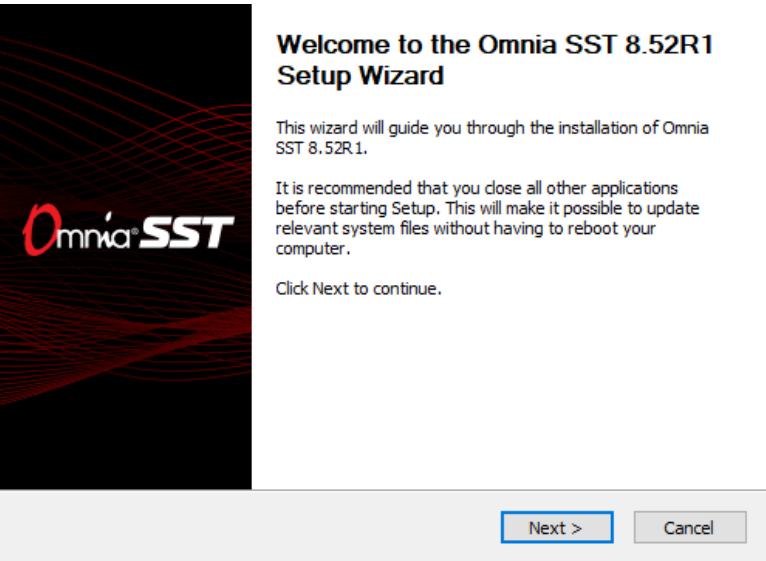 Welcome to the Omnia SST 8.52R1
Setup Wizard
This wizard will guide you through the installation of Omnia
SST 8.52R1.
It is recommended that you close all other applications
before starting Setup. This will make it possible to update
relevant system files without having to reboot your
computer.
Click Next to continue.
Omnia® SST
Next >
Cancel